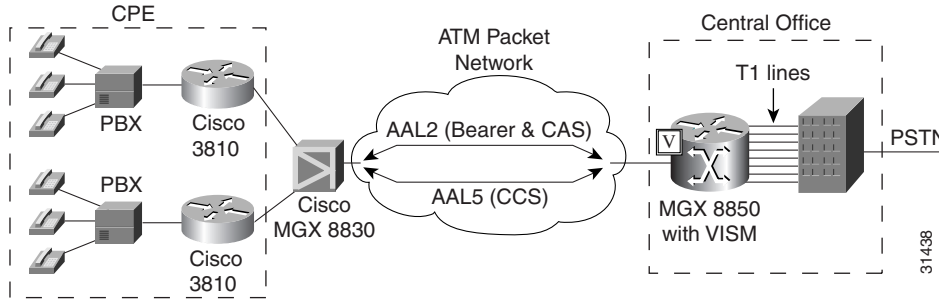 CPE
PBX
Cisco
3810
PBX
Cisco
3810
Cisco
MGX 8830
ATM Packet
Network
AAL2 (Bearer & CAS)
AAL5 (CCS)
Central Office
T1 lines
V
PSTN
MGX 8850
with VISM
31438